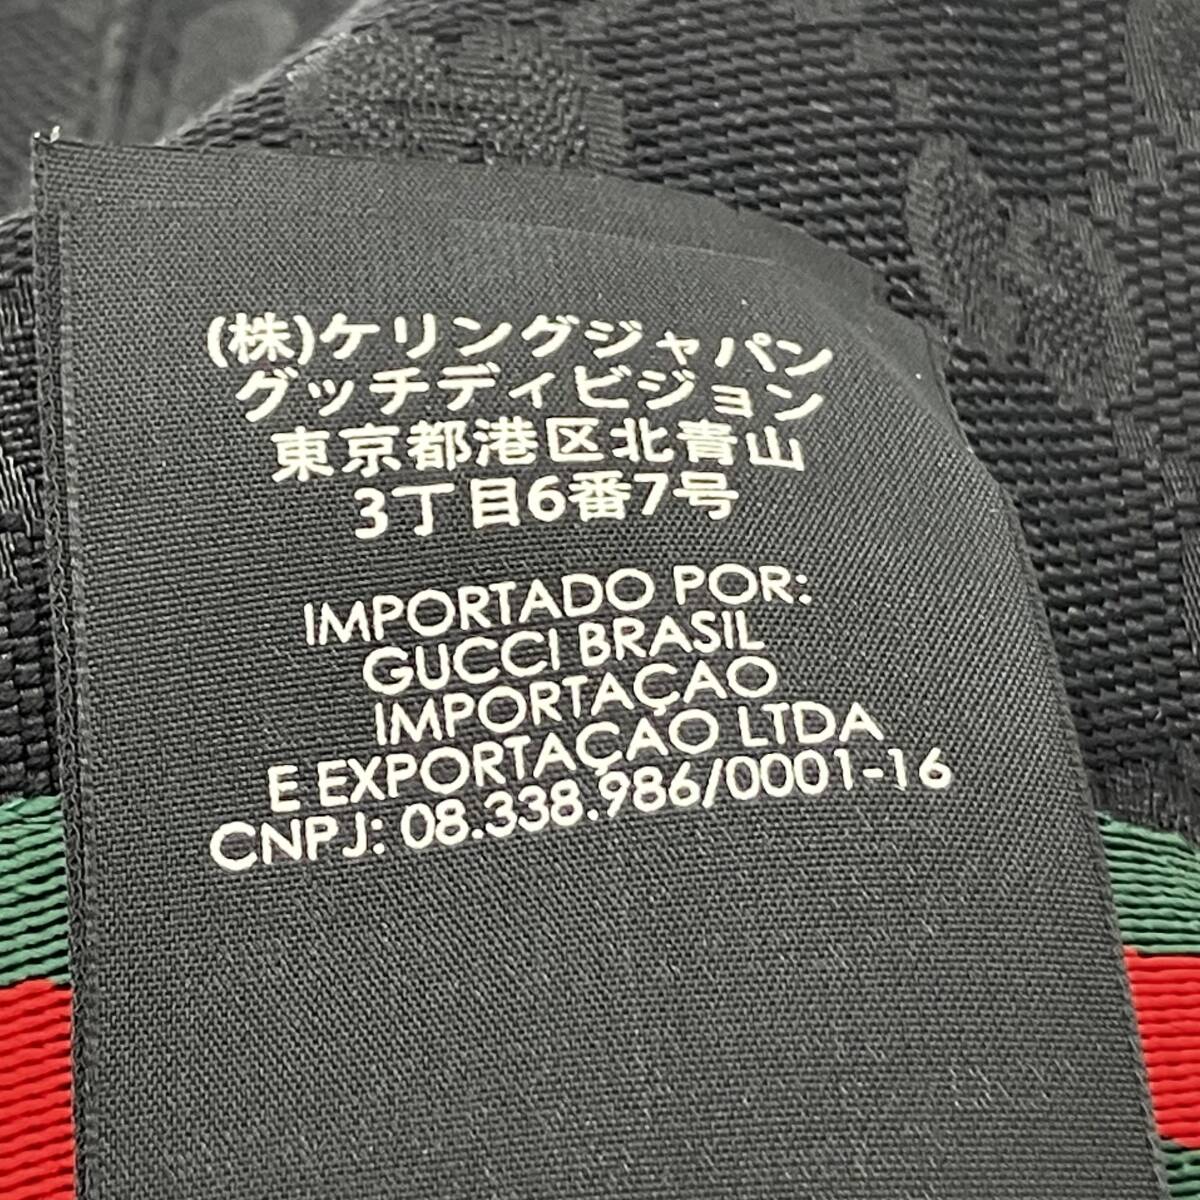 (株)ケリングジャパン
グッチディビジョン
東京都港区北青山
3丁目6番7号
IMPORTADO POR:
GUCCI BRASIL
IMPORTAÇAO
E EXPORTAÇAO LTDA
CNPJ: 08.338.986/0001-16